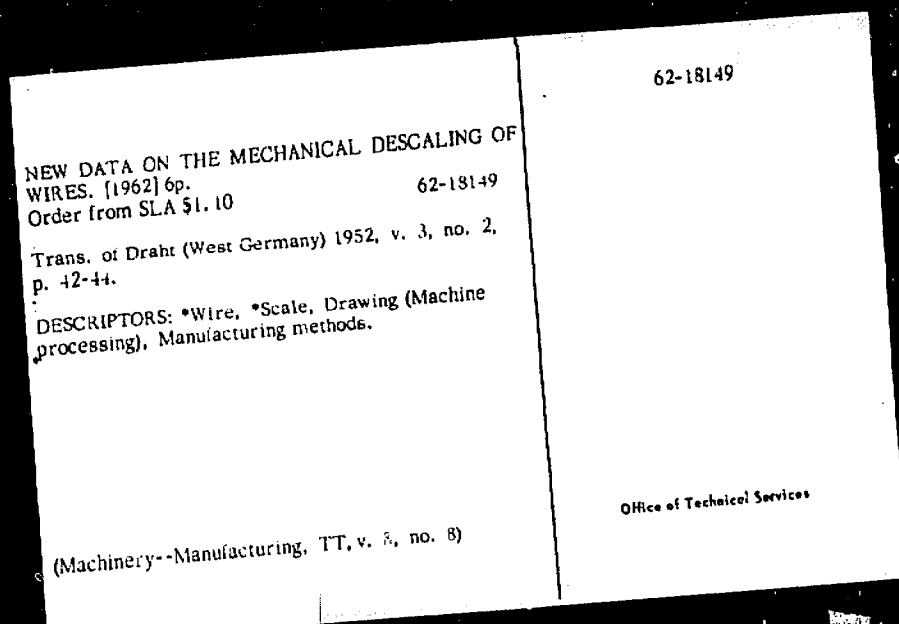 NEW DATA ON THE MECHANICAL DESCALING OF
WIRES. [1962] 6p.
Order from SLA $1.10 62-18149
Trans. of Draht (West Germany) 1952, v. 3, no. 2,
p. 42-44.
DESCRIPTORS: *Wire, *Scale, Drawing (Machine
processing), Manufacturing methods.
(Machinery--Manufacturing, TT, v. no. 8)
62-18149
Office of Technical Services